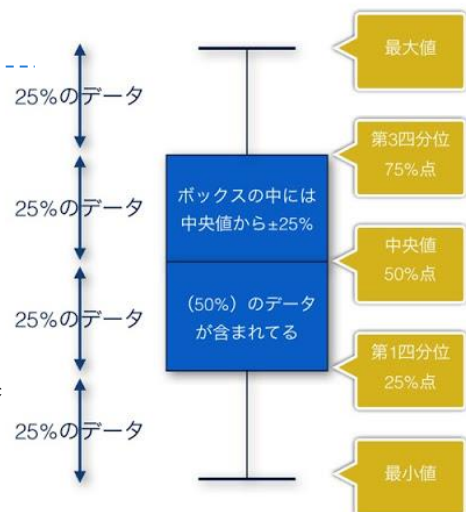 最大値
25%のデータ
第3四分位
75%点
ボックスの中には
中央値から±25%
25%のデータ
中央値
50%点
（50%）のデータ
が含まれてる
25%のデータ
第1四分位
25%点
25%のデータ
最小値